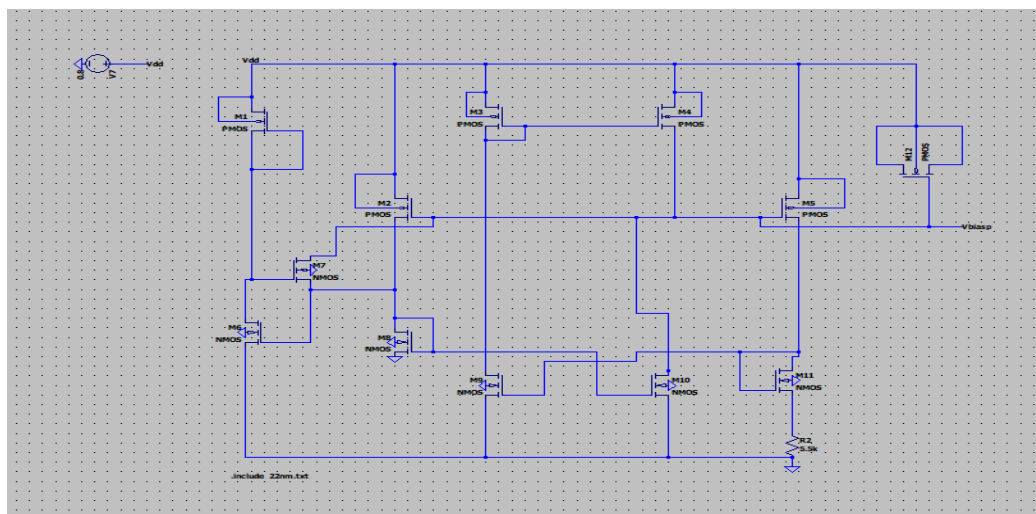 0.8
V7
Vdd
Vdd
M1
PMOS
M3
PMOS
M4
PMOS
M12
PMOS
M2
PMOS
M5
PMOS
Vbiasp
M7
NMOS
M6
NMOS
M8
NMOS
M9
NMOS
M10
NMOS
M11
NMOS
R2
5.5k
.include 22nm.txt